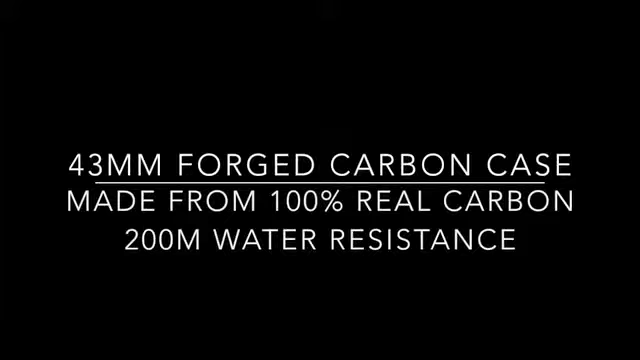 43MM FORGED CARBON CASE
MADE FROM 100% REAL CARBON
200M WATER RESISTANCE